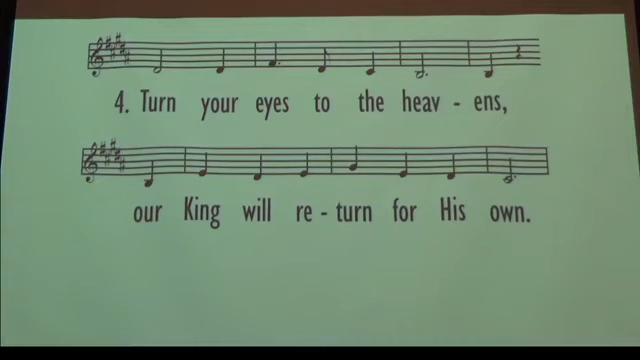 4. Turn your eyes to the heav - ens,
our King will re - turn for His own.